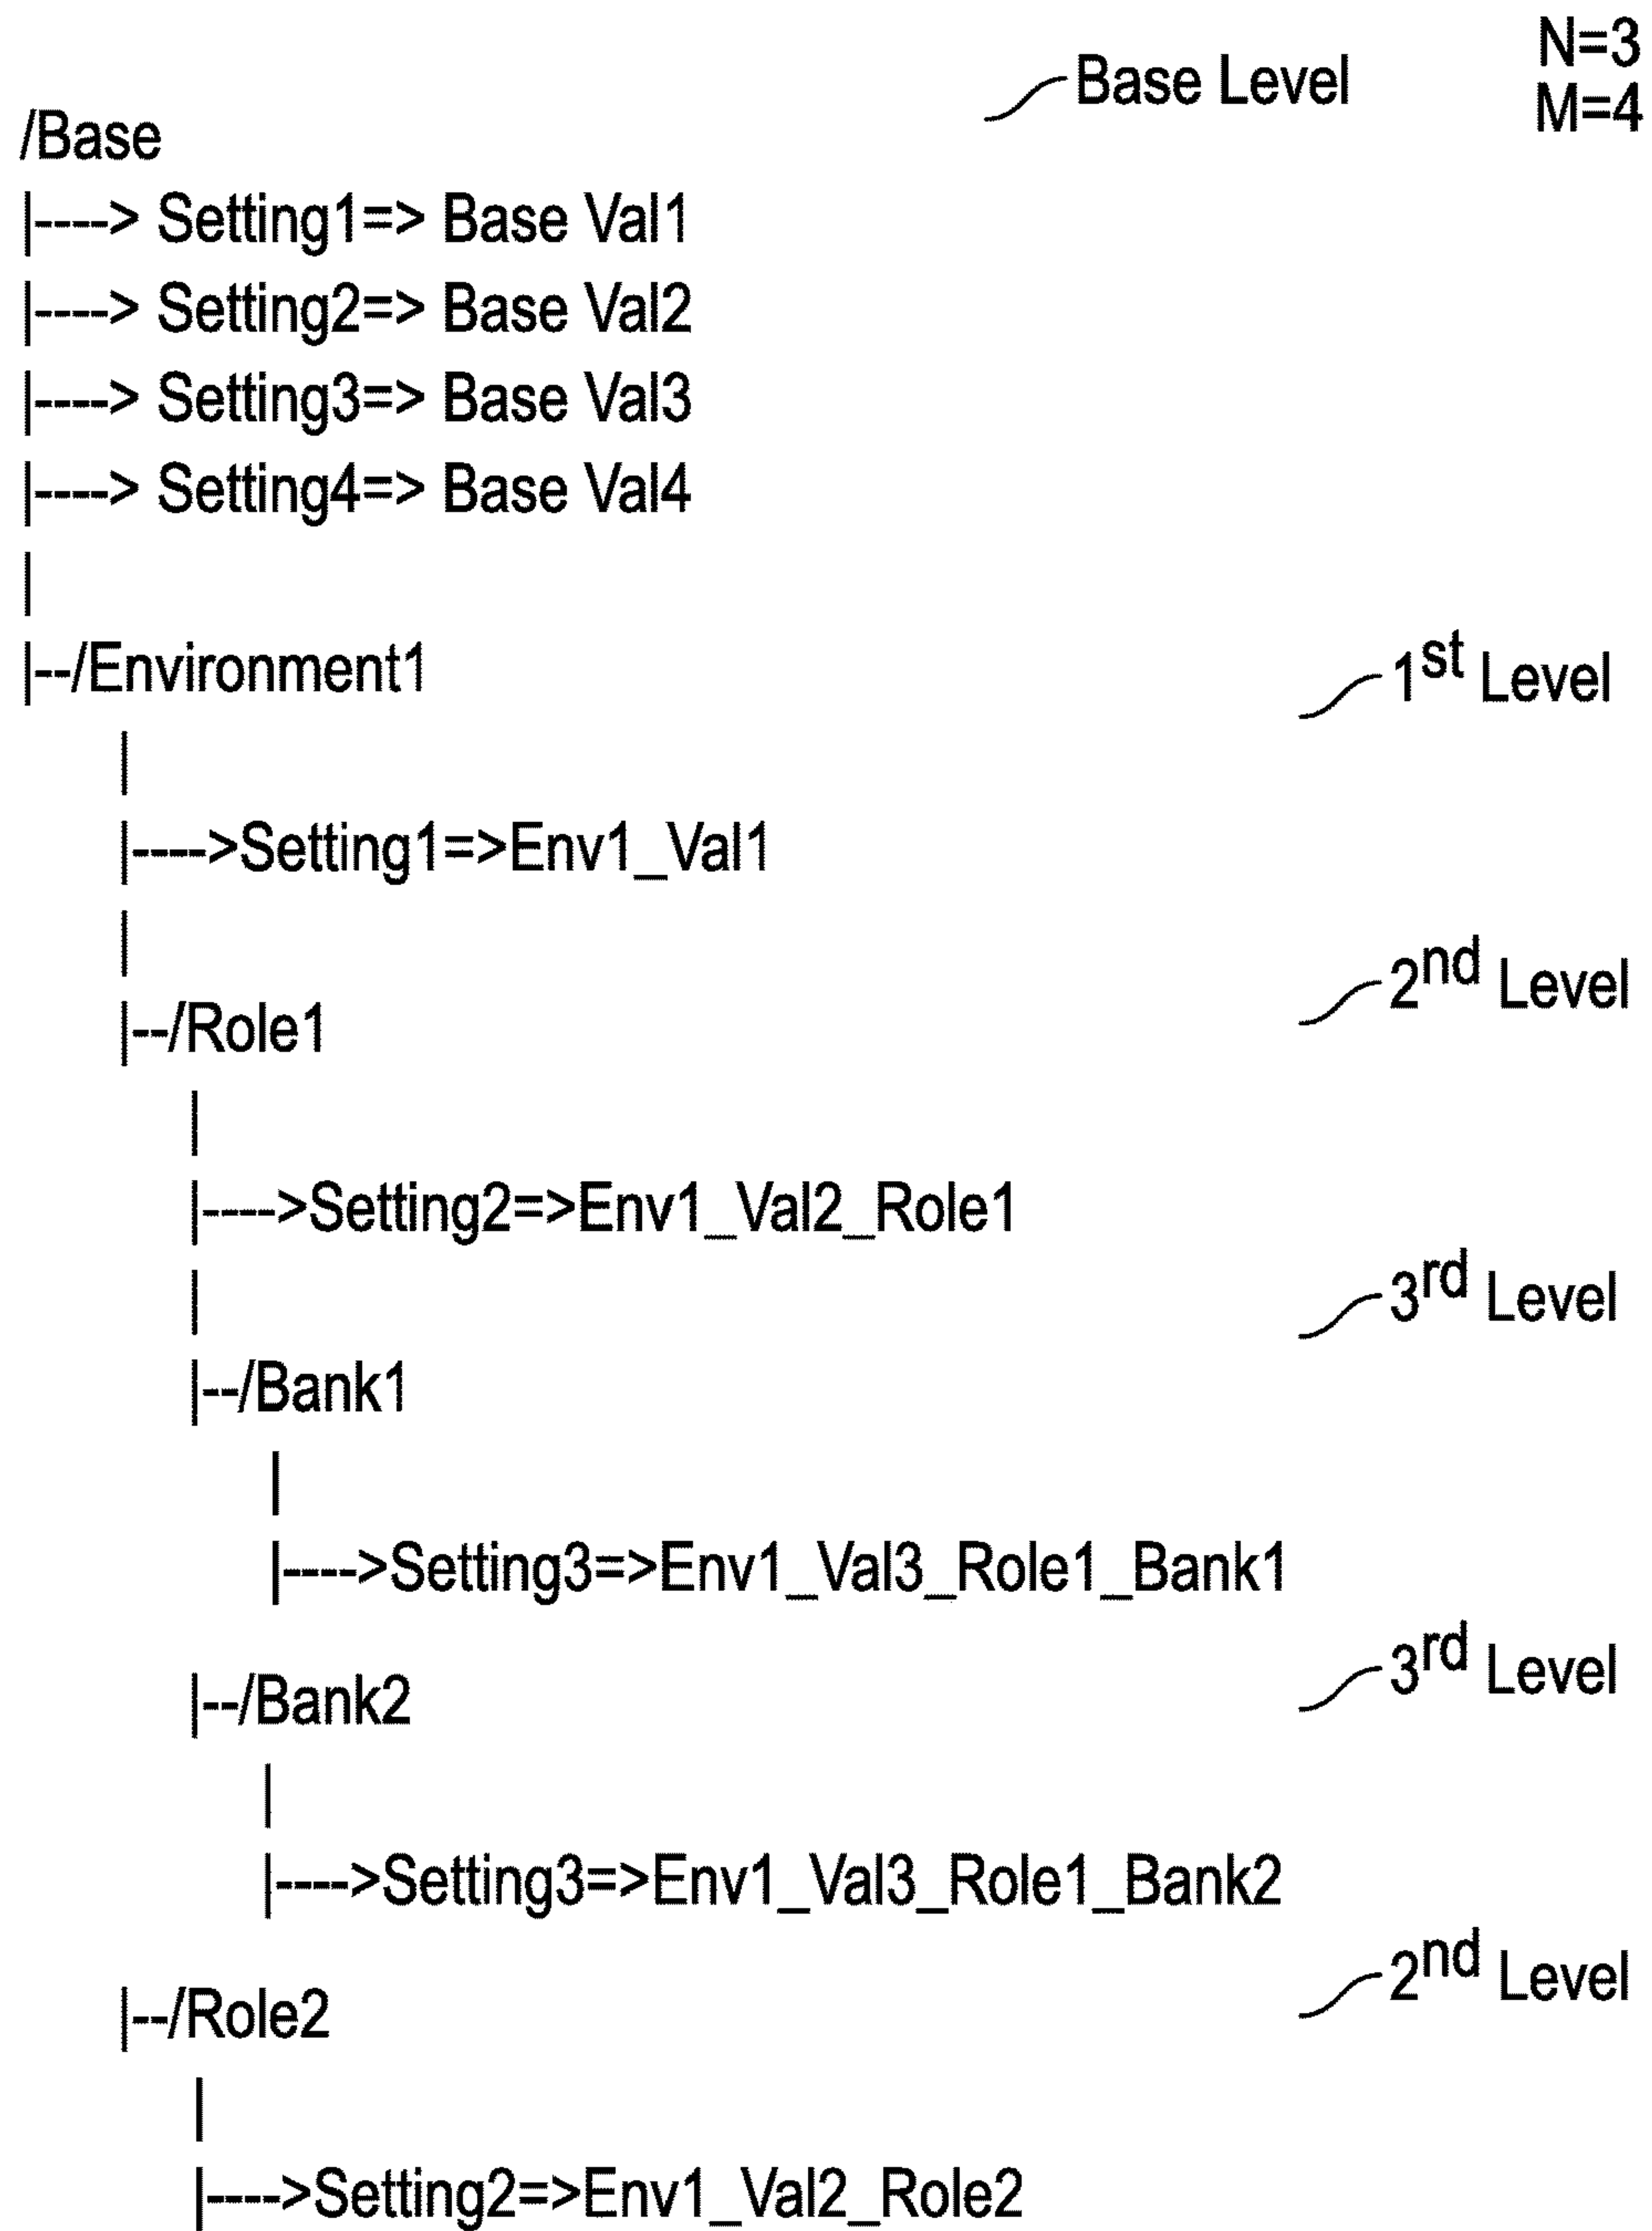 N=3
Base Level
M=4
/Base
|----> Setting1=> Base Val1
|----> Setting2=> Base Val2
|----> Setting3=> Base Val3
|----> Setting4=> Base Val4
|
|--/Environment1
1st Level
|
|---->Setting1=>Env1_Val1
|
2nd Level
|--/Role1
|
|---->Setting2=>Env1_Val2_Role1
|
3rd Level
|--/Bank1
|
|---->Setting3=>Env1_Val3_Role1_Bank1
3rd Level
|--/Bank2
|
|---->Setting3=>Env1_Val3_Role1_Bank2
2nd Level
|--/Role2
|
|---->Setting2=>Env1_Val2_Role2